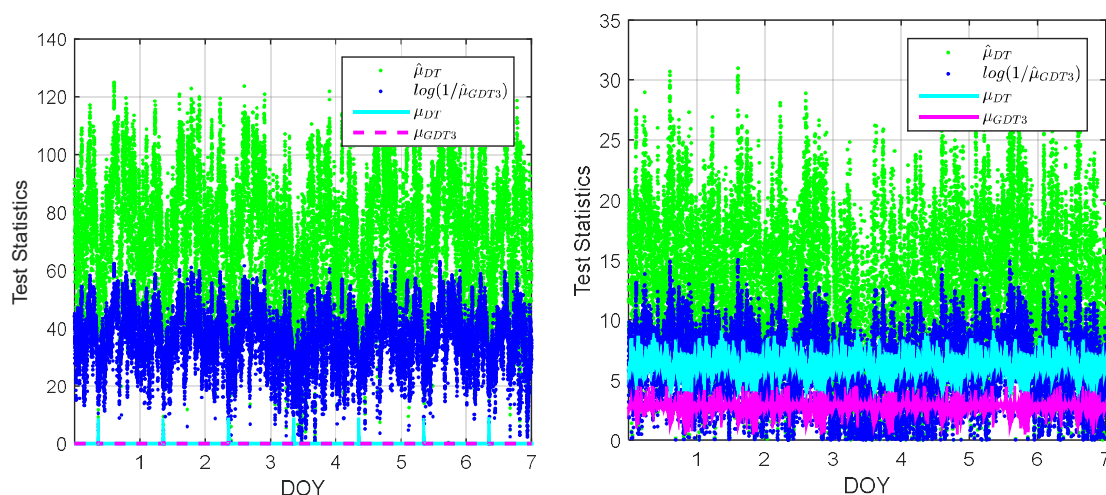 140
120
100
80
60
40
20
0
1 2 3 4 5 6 7
Test Statistics
DOY
μ̂_DT
log(1/μ̂_GDT3)
μ_DT
μ_GDT3
35
30
25
20
15
10
5
0
1 2 3 4 5 6 7
Test Statistics
DOY
μ̂_DT
log(1/μ̂_GDT3)
μ_DT
μ_GDT3